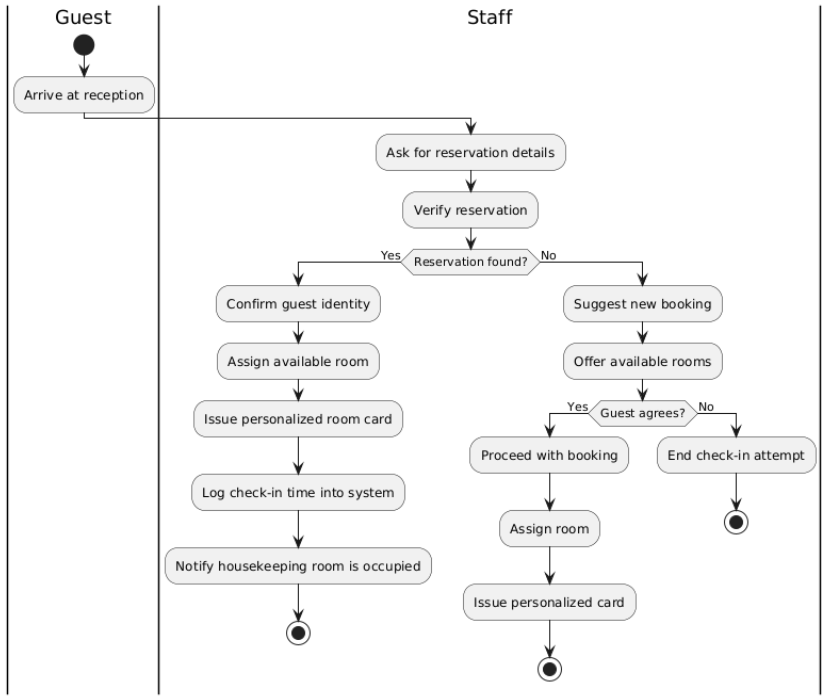 Guest
Staff
Arrive at reception
Ask for reservation details
Verify reservation
Yes
Reservation found?
No
Confirm guest identity
Suggest new booking
Assign available room
Offer available rooms
Issue personalized room card
Yes
Guest agrees?
No
Proceed with booking
End check-in attempt
Log check-in time into system
Assign room
Notify housekeeping room is occupied
Issue personalized card